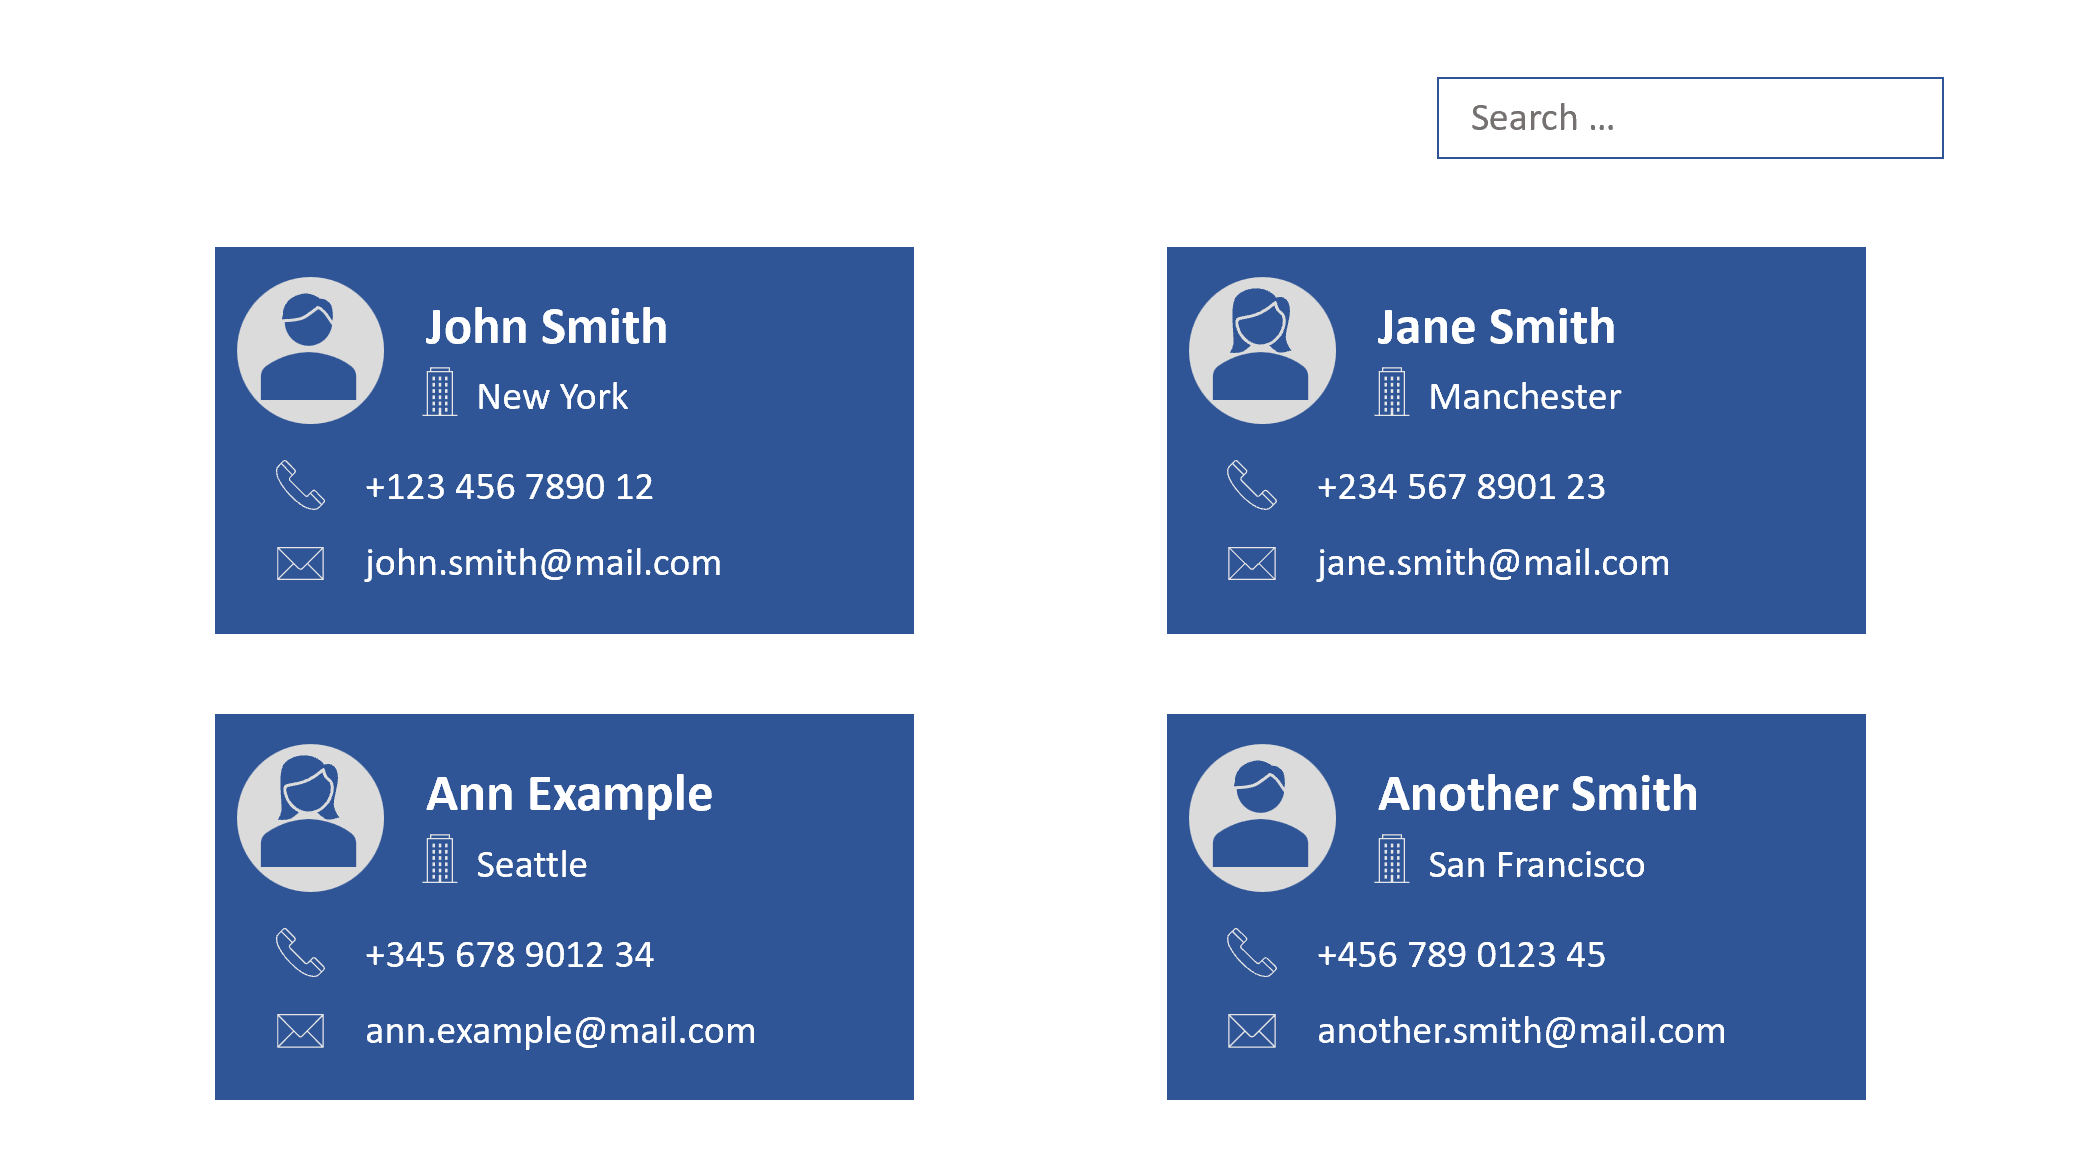 Search ...
John Smith
New York
+123 456 7890 12
john.smith@mail.com
Jane Smith
Manchester
+234 567 8901 23
jane.smith@mail.com
Ann Example
Seattle
+345 678 9012 34
ann.example@mail.com
Another Smith
San Francisco
+456 789 0123 45
another.smith@mail.com